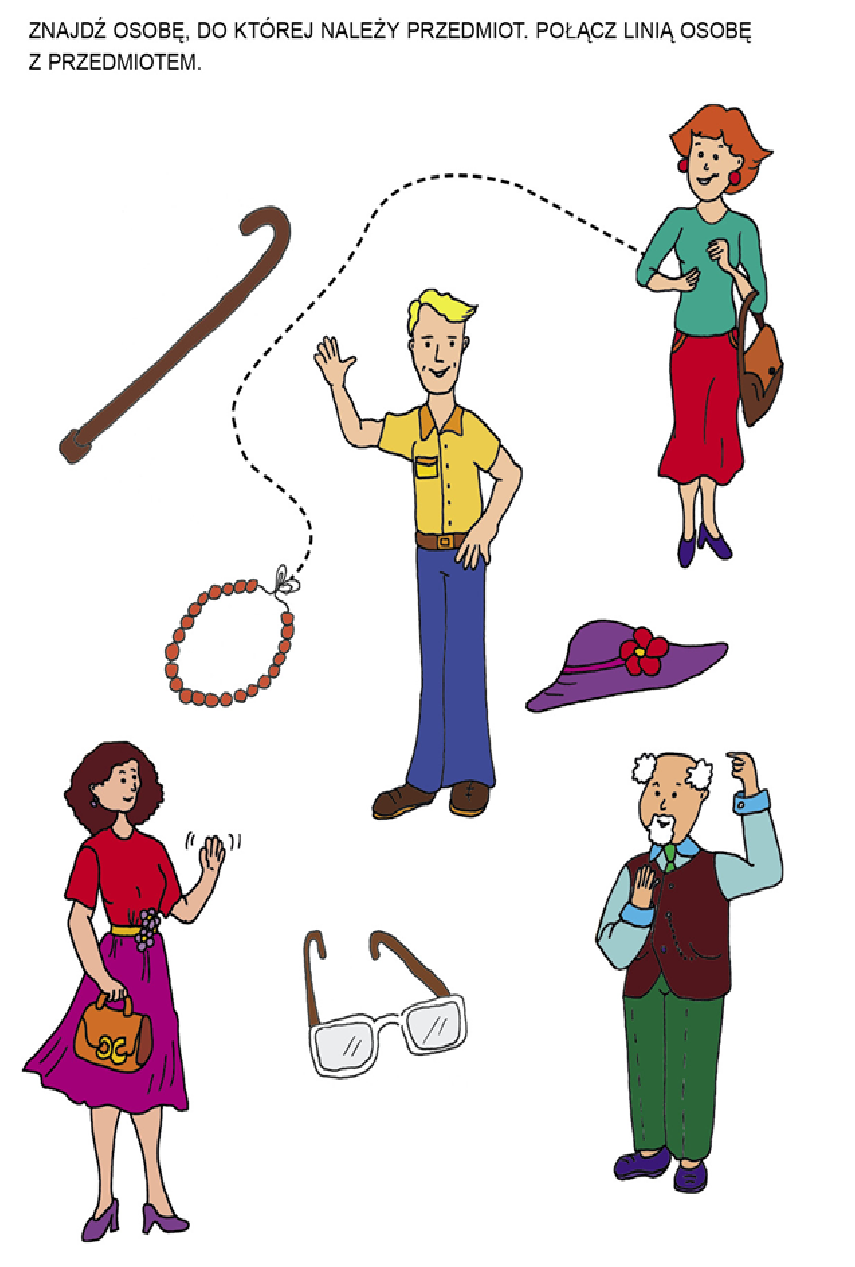 ZNAJDŹ OSOBĘ, DO KTÓREJ NALEŻY PRZEDMIOT. POŁĄCZ LINIĄ OSOBĘ
Z PRZEDMIOTEM.